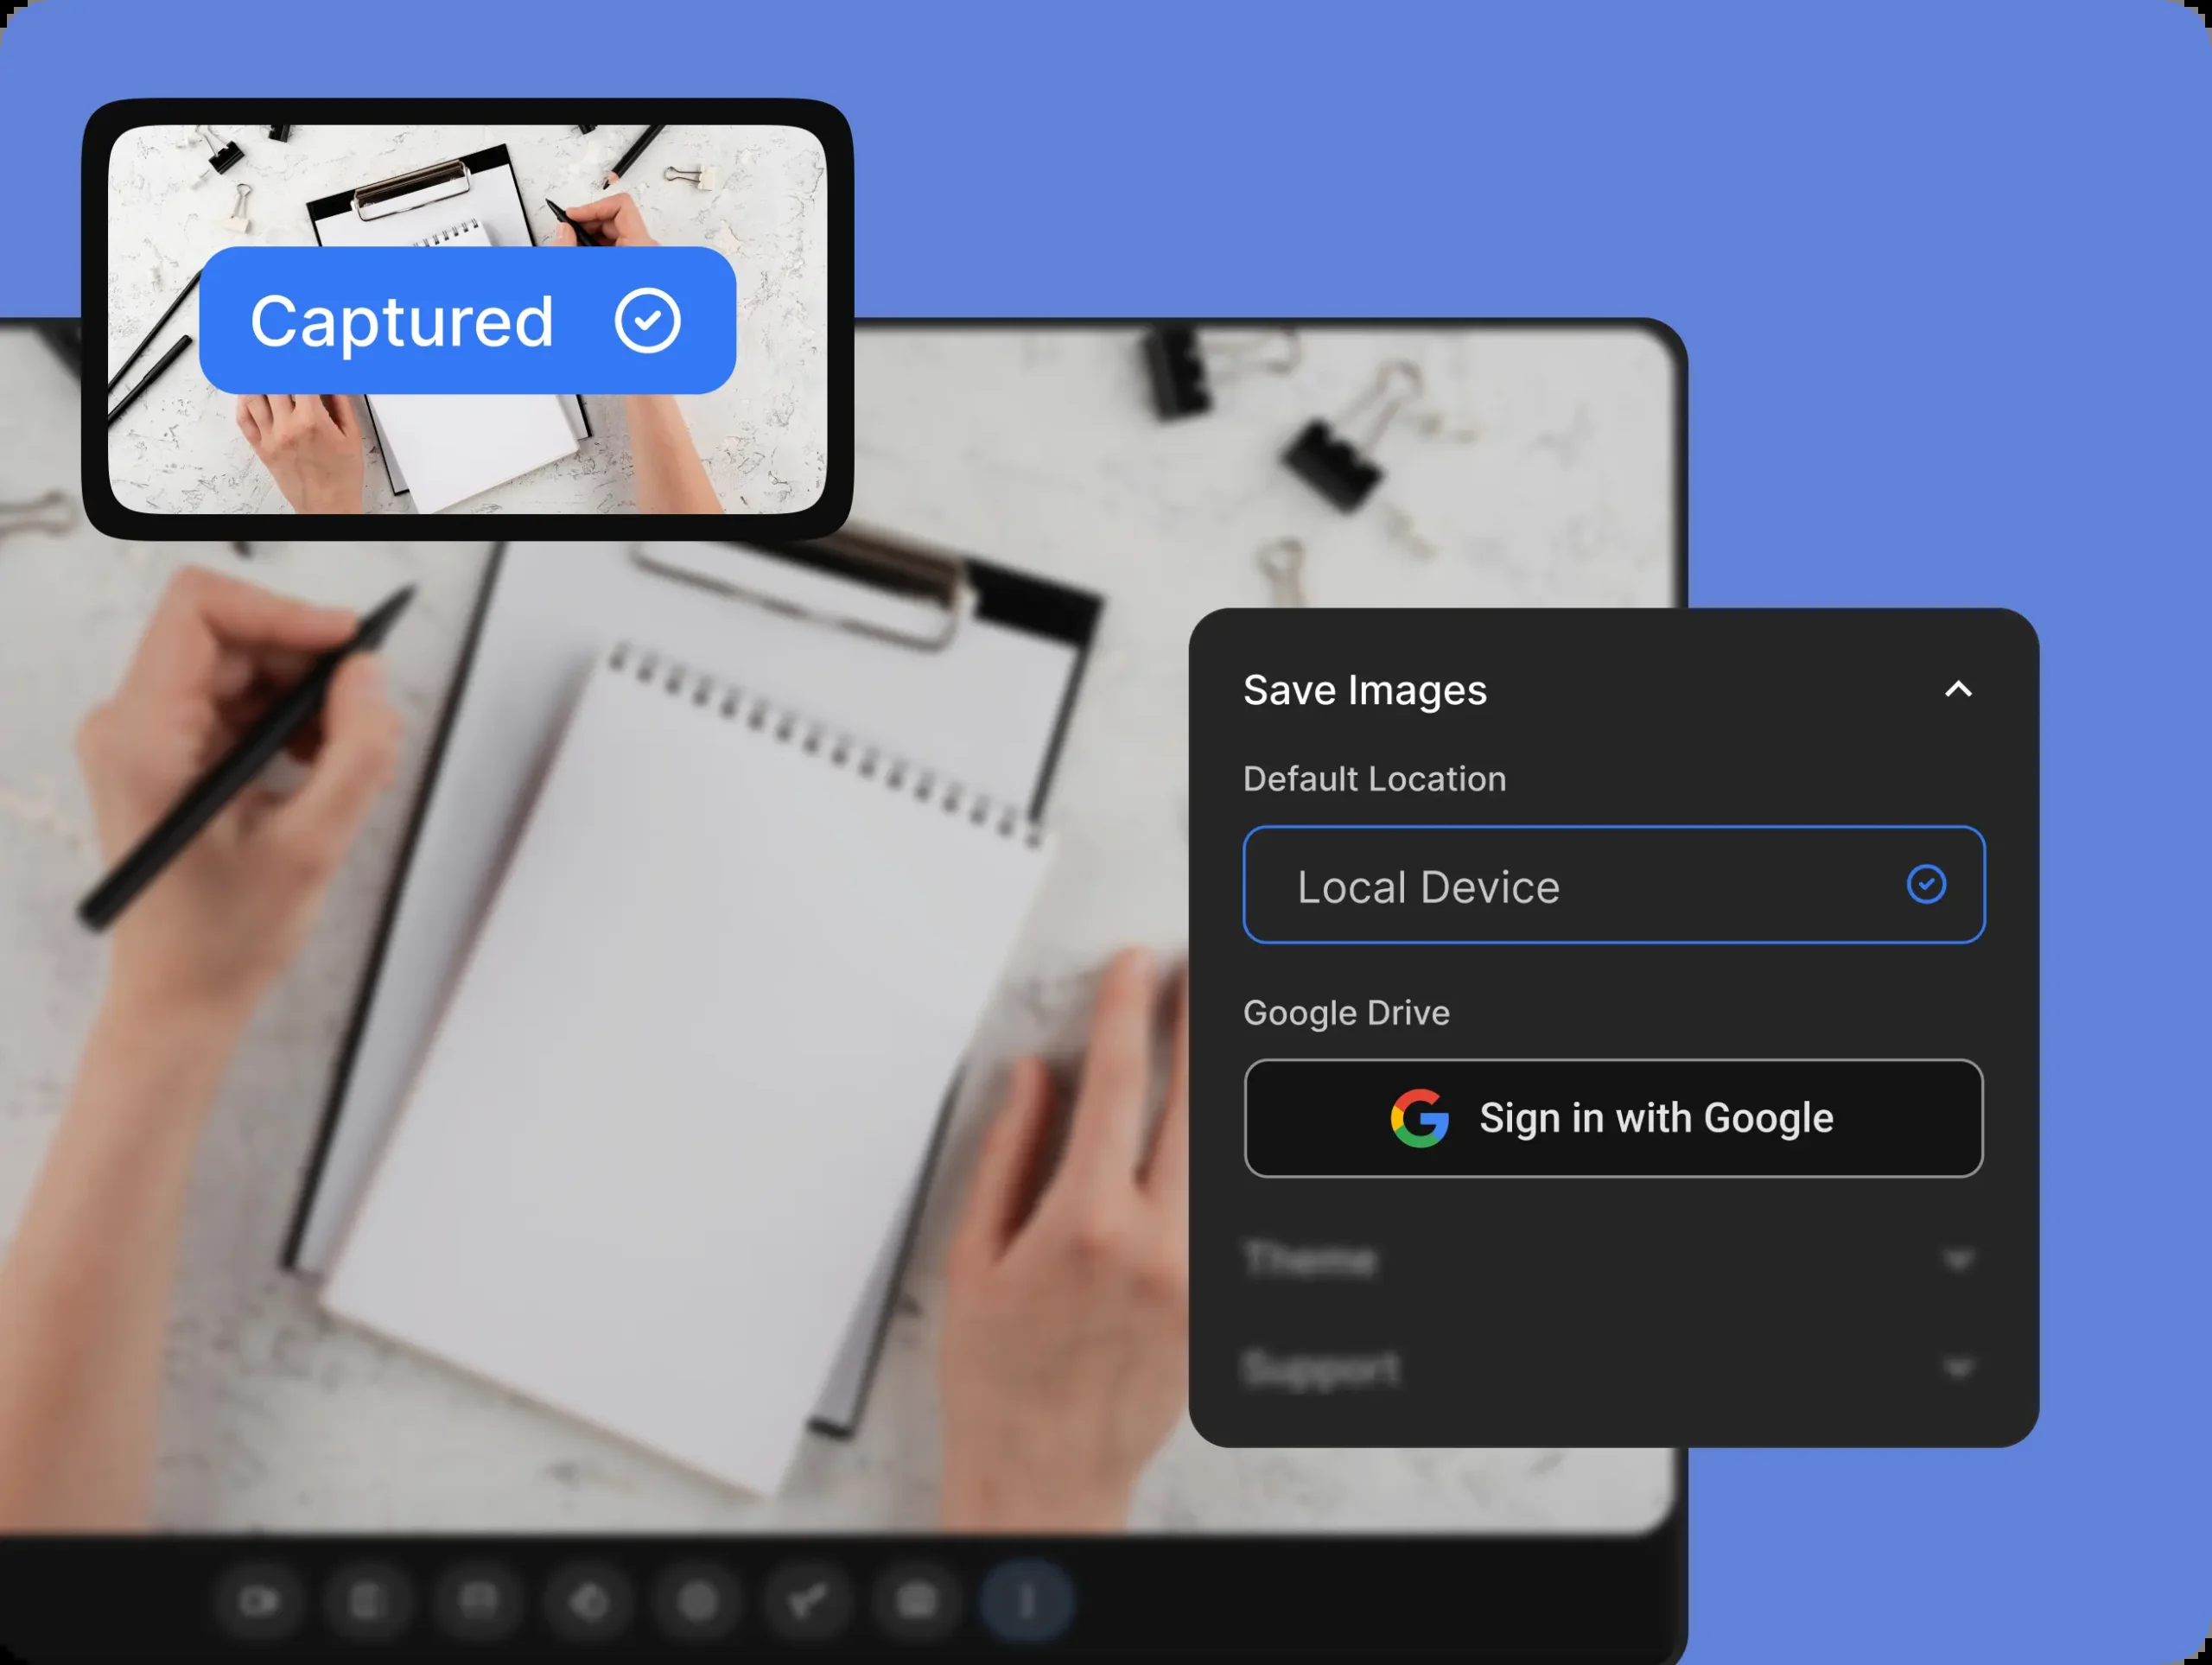 Captured
Save Images
Default Location
Local Device
Google Drive
Sign in with Google
Theme
Support